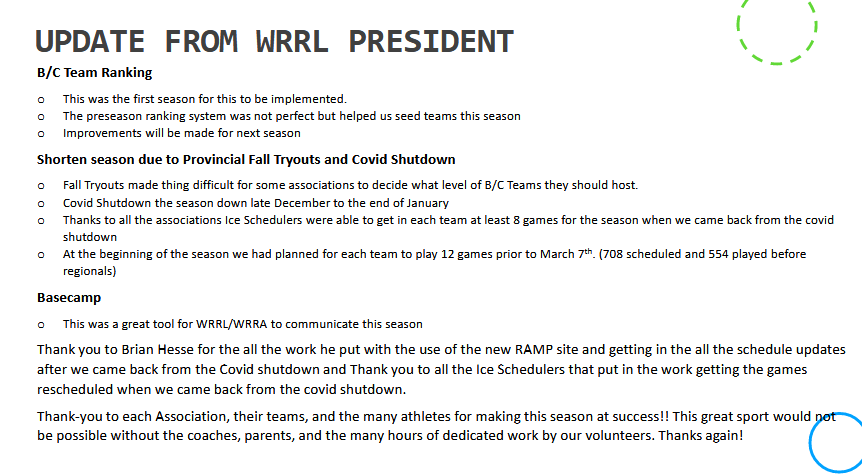 UPDATE FROM WRRL PRESIDENT
B/C Team Ranking
o This was the first season for this to be implemented.
o The preseason ranking system was not perfect but helped us seed teams this season
o Improvements will be made for next season
Shorten season due to Provincial Fall Tryouts and Covid Shutdown
o Fall Tryouts made thing difficult for some associations to decide what level of B/C Teams they should host.
o Covid Shutdown the season down late December to the end of January
o Thanks to all the associations Ice Schedulers were able to get in each team at least 8 games for the season when we came back from the covid
shutdown
o At the beginning of the season we had planned for each team to play 12 games prior to March 7th. (708 scheduled and 554 played before
regionals)
Basecamp
o This was a great tool for WRRL/WRRA to communicate this season
Thank you to Brian Hesse for the all the work he put with the use of the new RAMP site and getting in the all the schedule updates
after we came back from the Covid shutdown and Thank you to all the Ice Schedulers that put in the work getting the games
rescheduled when we came back from the covid shutdown.
Thank-you to each Association, their teams, and the many athletes for making this season at success!! This great sport would not
be possible without the coaches, parents, and the many hours of dedicated work by our volunteers. Thanks again!